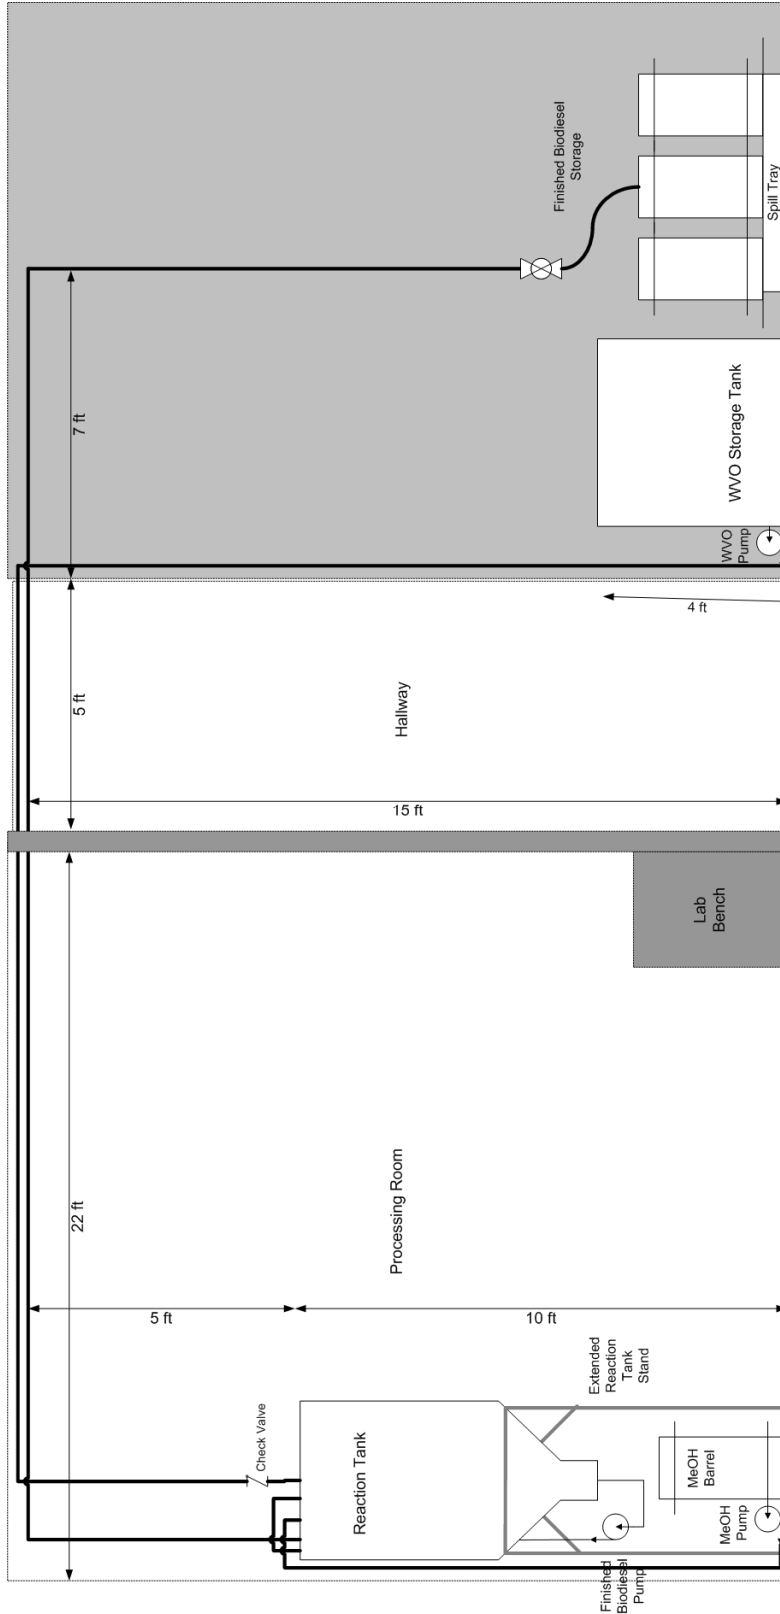 Finished Biodiesel
Storage
Spill Tray
7 ft
WVO Storage Tank
WVO
Pump
4 ft
5 ft
Hallway
15 ft
Lab
Bench
22 ft
Processing Room
5 ft
10 ft
Extended
Reaction
Tank
Stand
Check Valve
Reaction Tank
MeOH
Barrel
MeOH
Pump
Finished
Biodiesel
Pump